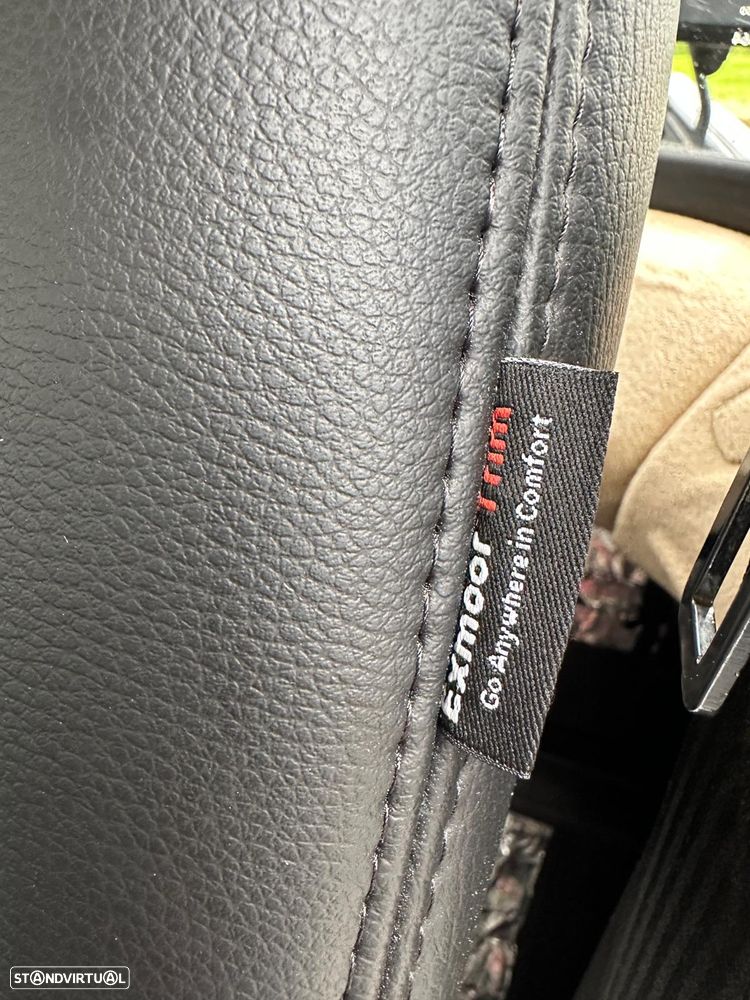 Exmoor Trim
Go Anywhere in Comfort
STANDVIRTUAL